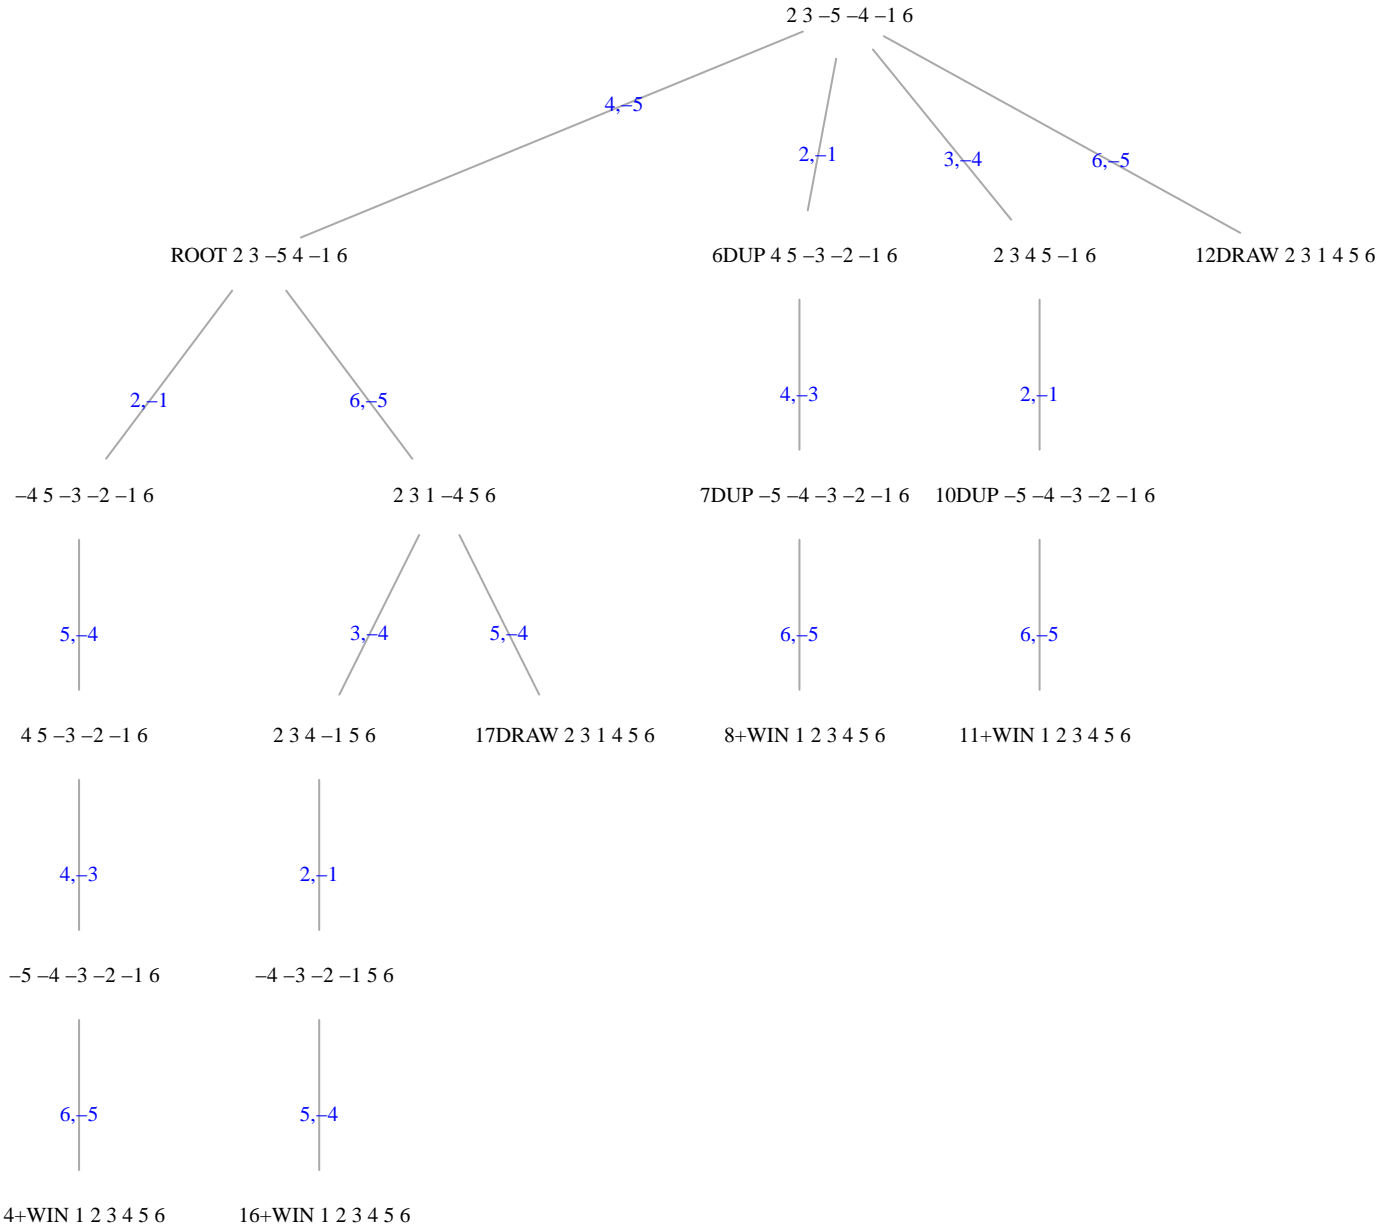 2 3 −5 −4 −1 6
4,−5
2,−1
3,−4
6,−5
ROOT 2 3 −5 4 −1 6
6DUP 4 5 −3 −2 −1 6
2 3 4 5 −1 6
12DRAW 2 3 1 4 5 6
2,−1
6,−5
4,−3
2,−1
−4 5 −3 −2 −1 6
2 3 1 −4 5 6
7DUP −5 −4 −3 −2 −1 6
10DUP −5 −4 −3 −2 −1 6
5,−4
3,−4
5,−4
6,−5
6,−5
4 5 −3 −2 −1 6
2 3 4 −1 5 6
17DRAW 2 3 1 4 5 6
8+WIN 1 2 3 4 5 6
11+WIN 1 2 3 4 5 6
4,−3
2,−1
−5 −4 −3 −2 −1 6
−4 −3 −2 −1 5 6
6,−5
5,−4
4+WIN 1 2 3 4 5 6
16+WIN 1 2 3 4 5 6